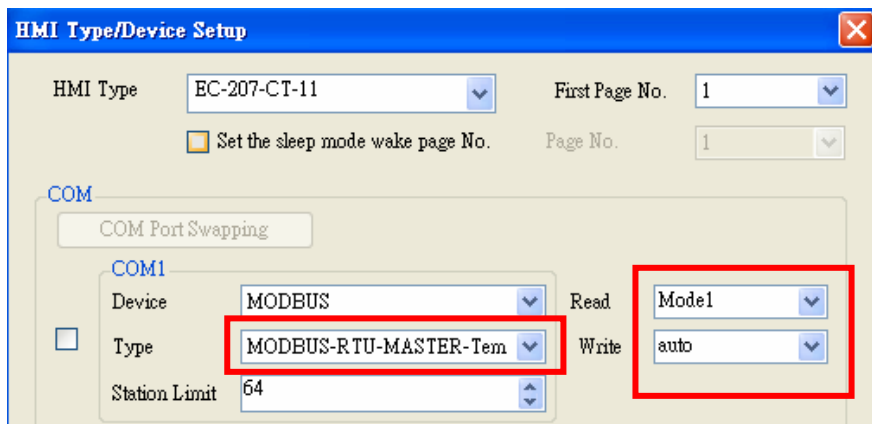 HMI Type/Device Setup
HMI Type EC-207-CT-11 First Page No. 1
Set the sleep mode wake page No. Page No. 1
COM
COM Port Swapping
COM1
Device MODBUS Read Mode1
Type MODBUS-RTU-MASTER-Tem Write auto
Station Limit 64